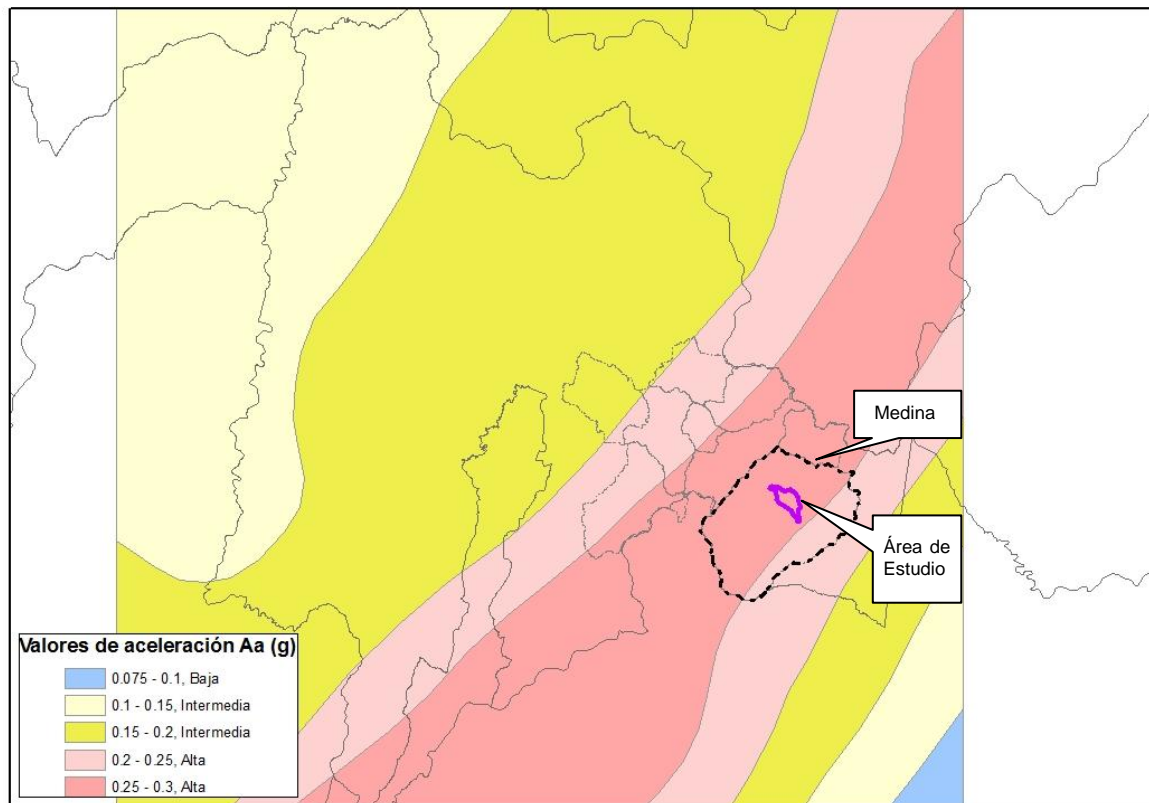 Medina
Área de
Estudio
Valores de aceleración Aa (g)
0.075 - 0.1, Baja
0.1 - 0.15, Intermedia
0.15 - 0.2, Intermedia
0.2 - 0.25, Alta
0.25 - 0.3, Alta